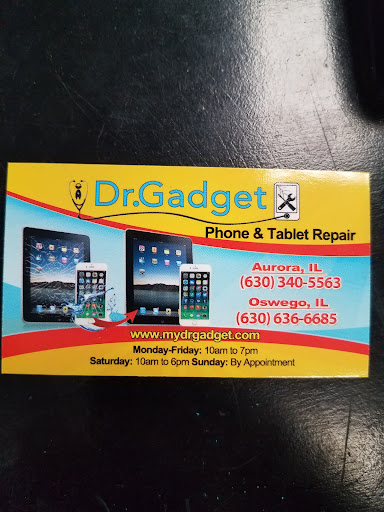 Dr.Gadget
Phone & Tablet Repair
Aurora, IL
(630) 340-5563
Oswego, IL
(630) 636-6685
www.mydrgadget.com
Monday-Friday: 10am to 7pm
Saturday: 10am to 6pm Sunday: By Appointment